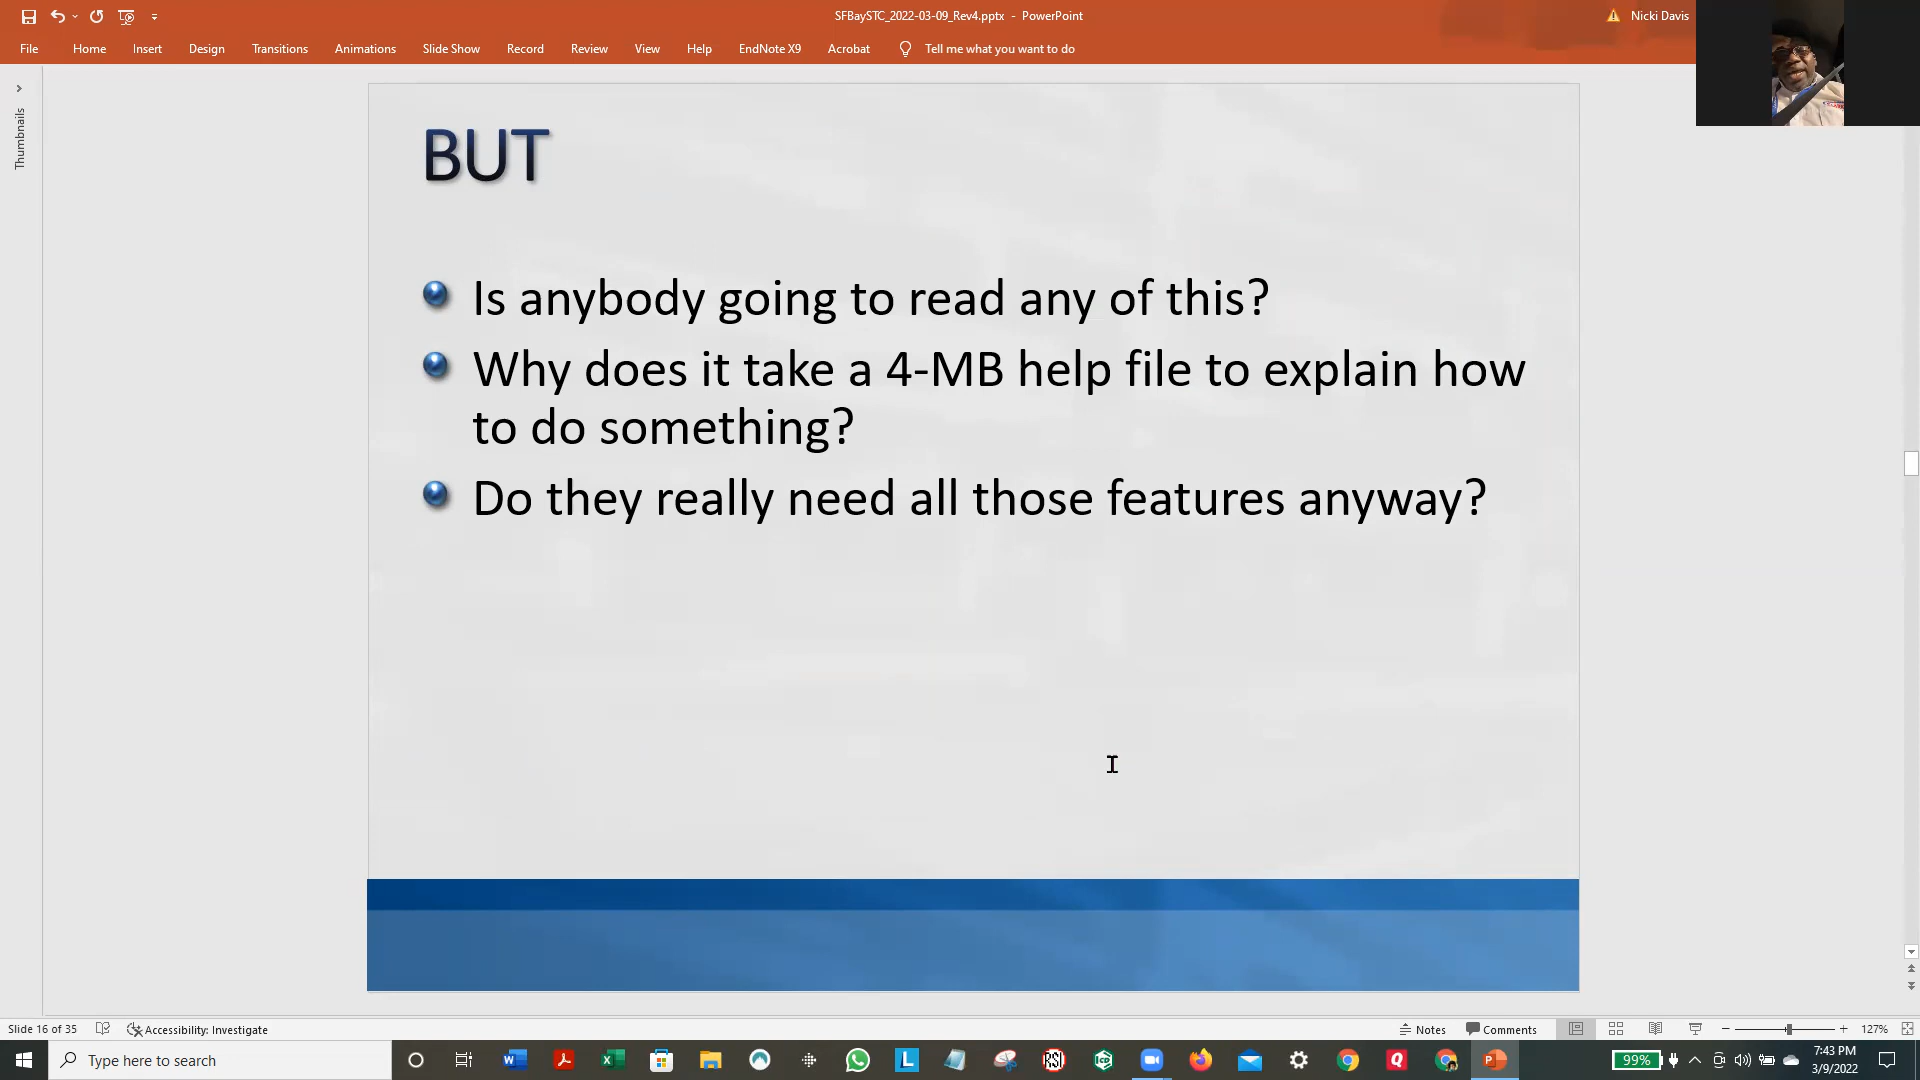 SFBaySTC_2022-03-09_Rev4.pptx - PowerPoint
Nicki Davis
File Home Insert Design Transitions Animations Slide Show Record Review View Help EndNote X9 Acrobat Tell me what you want to do
Thumbnails
BUT
Is anybody going to read any of this?
Why does it take a 4-MB help file to explain how
to do something?
Do they really need all those features anyway?
Slide 16 of 35 Accessibility: Investigate Notes Comments 127%
Type here to search
99%
7:43 PM
3/9/2022